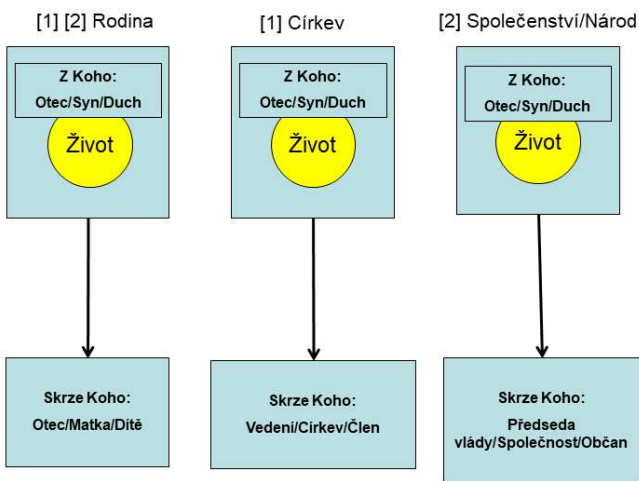 [1] [2] Rodina
[1] Církev
[2] Společenství/Národ
Z Koho:
Otec/Syn/Duch
Život
Z Koho:
Otec/Syn/Duch
Život
Z Koho:
Otec/Syn/Duch
Život
Skrze Koho:
Otec/Matka/Dítě
Skrze Koho:
Vedení/Církev/Člen
Skrze Koho:
Předseda
vlády/Společnost/Občan